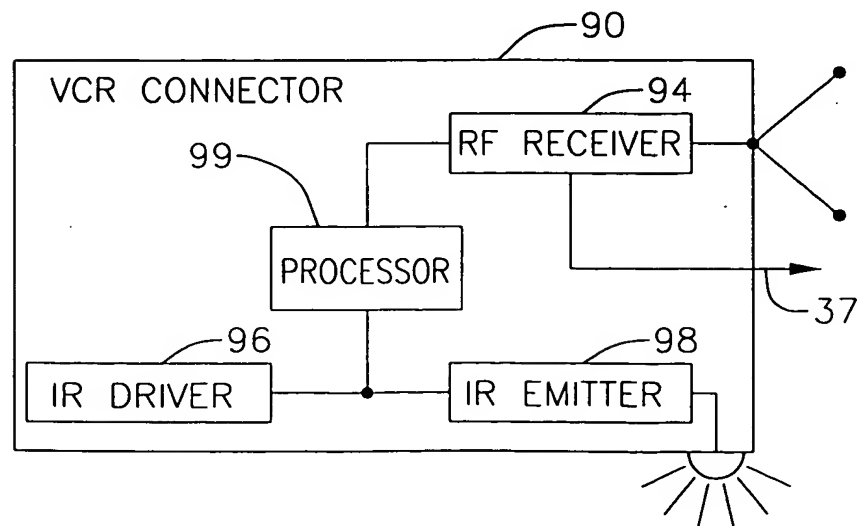 90
VCR CONNECTOR
94
RF RECEIVER
99
PROCESSOR
37
96
98
IR DRIVER
IR EMITTER